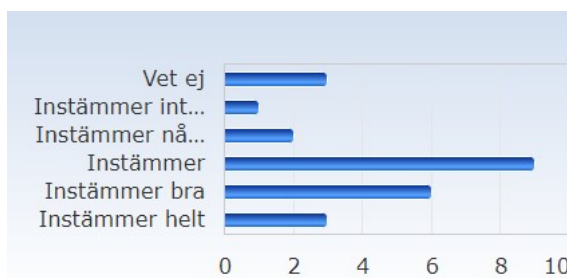 Vet ej
Instämmer int...
Instämmer nå...
Instämmer
Instämmer bra
Instämmer helt
0 2 4 6 8 10